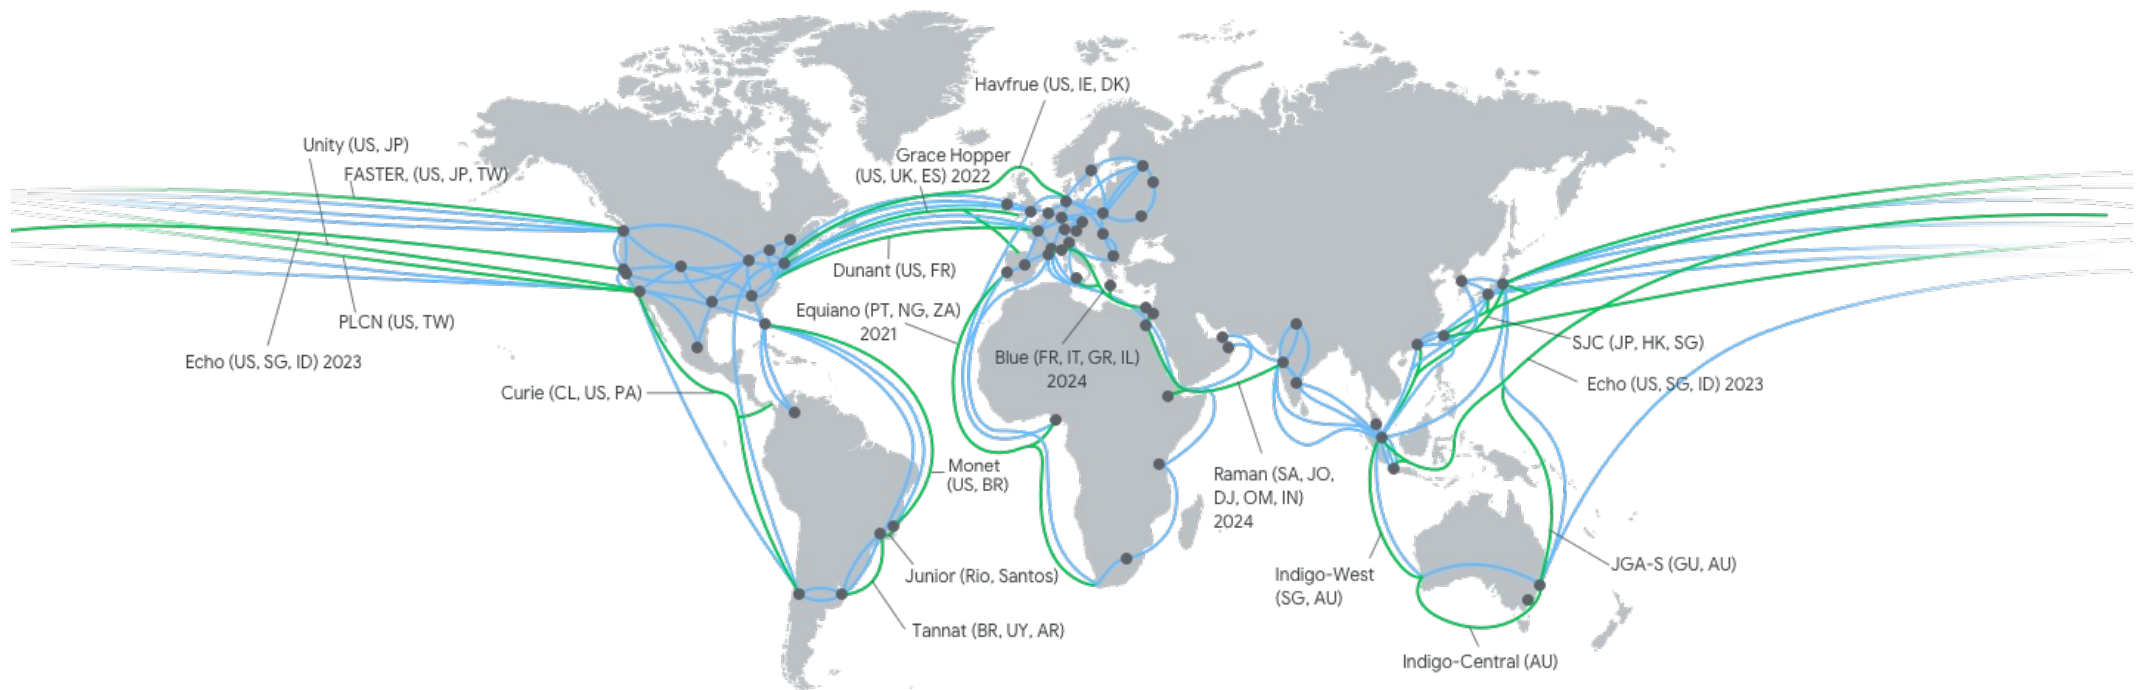 Havfrue (US, IE, DK)
Unity (US, JP)
FASTER, (US, JP, TW)
Grace Hopper
(US, UK, ES) 2022
Dunant (US, FR)
Equiano (PT, NG, ZA)
2021
PLCN (US, TW)
Echo (US, SG, ID) 2023
Curie (CL, US, PA)
Blue (FR, IT, GR, IL)
2024
SJC (JP, HK, SG)
Echo (US, SG, ID) 2023
Monet
(US, BR)
Raman (SA, JO,
DJ, OM, IN)
2024
Junior (Rio, Santos)
Indigo-West
(SG, AU)
JGA-S (GU, AU)
Tannat (BR, UY, AR)
Indigo-Central (AU)